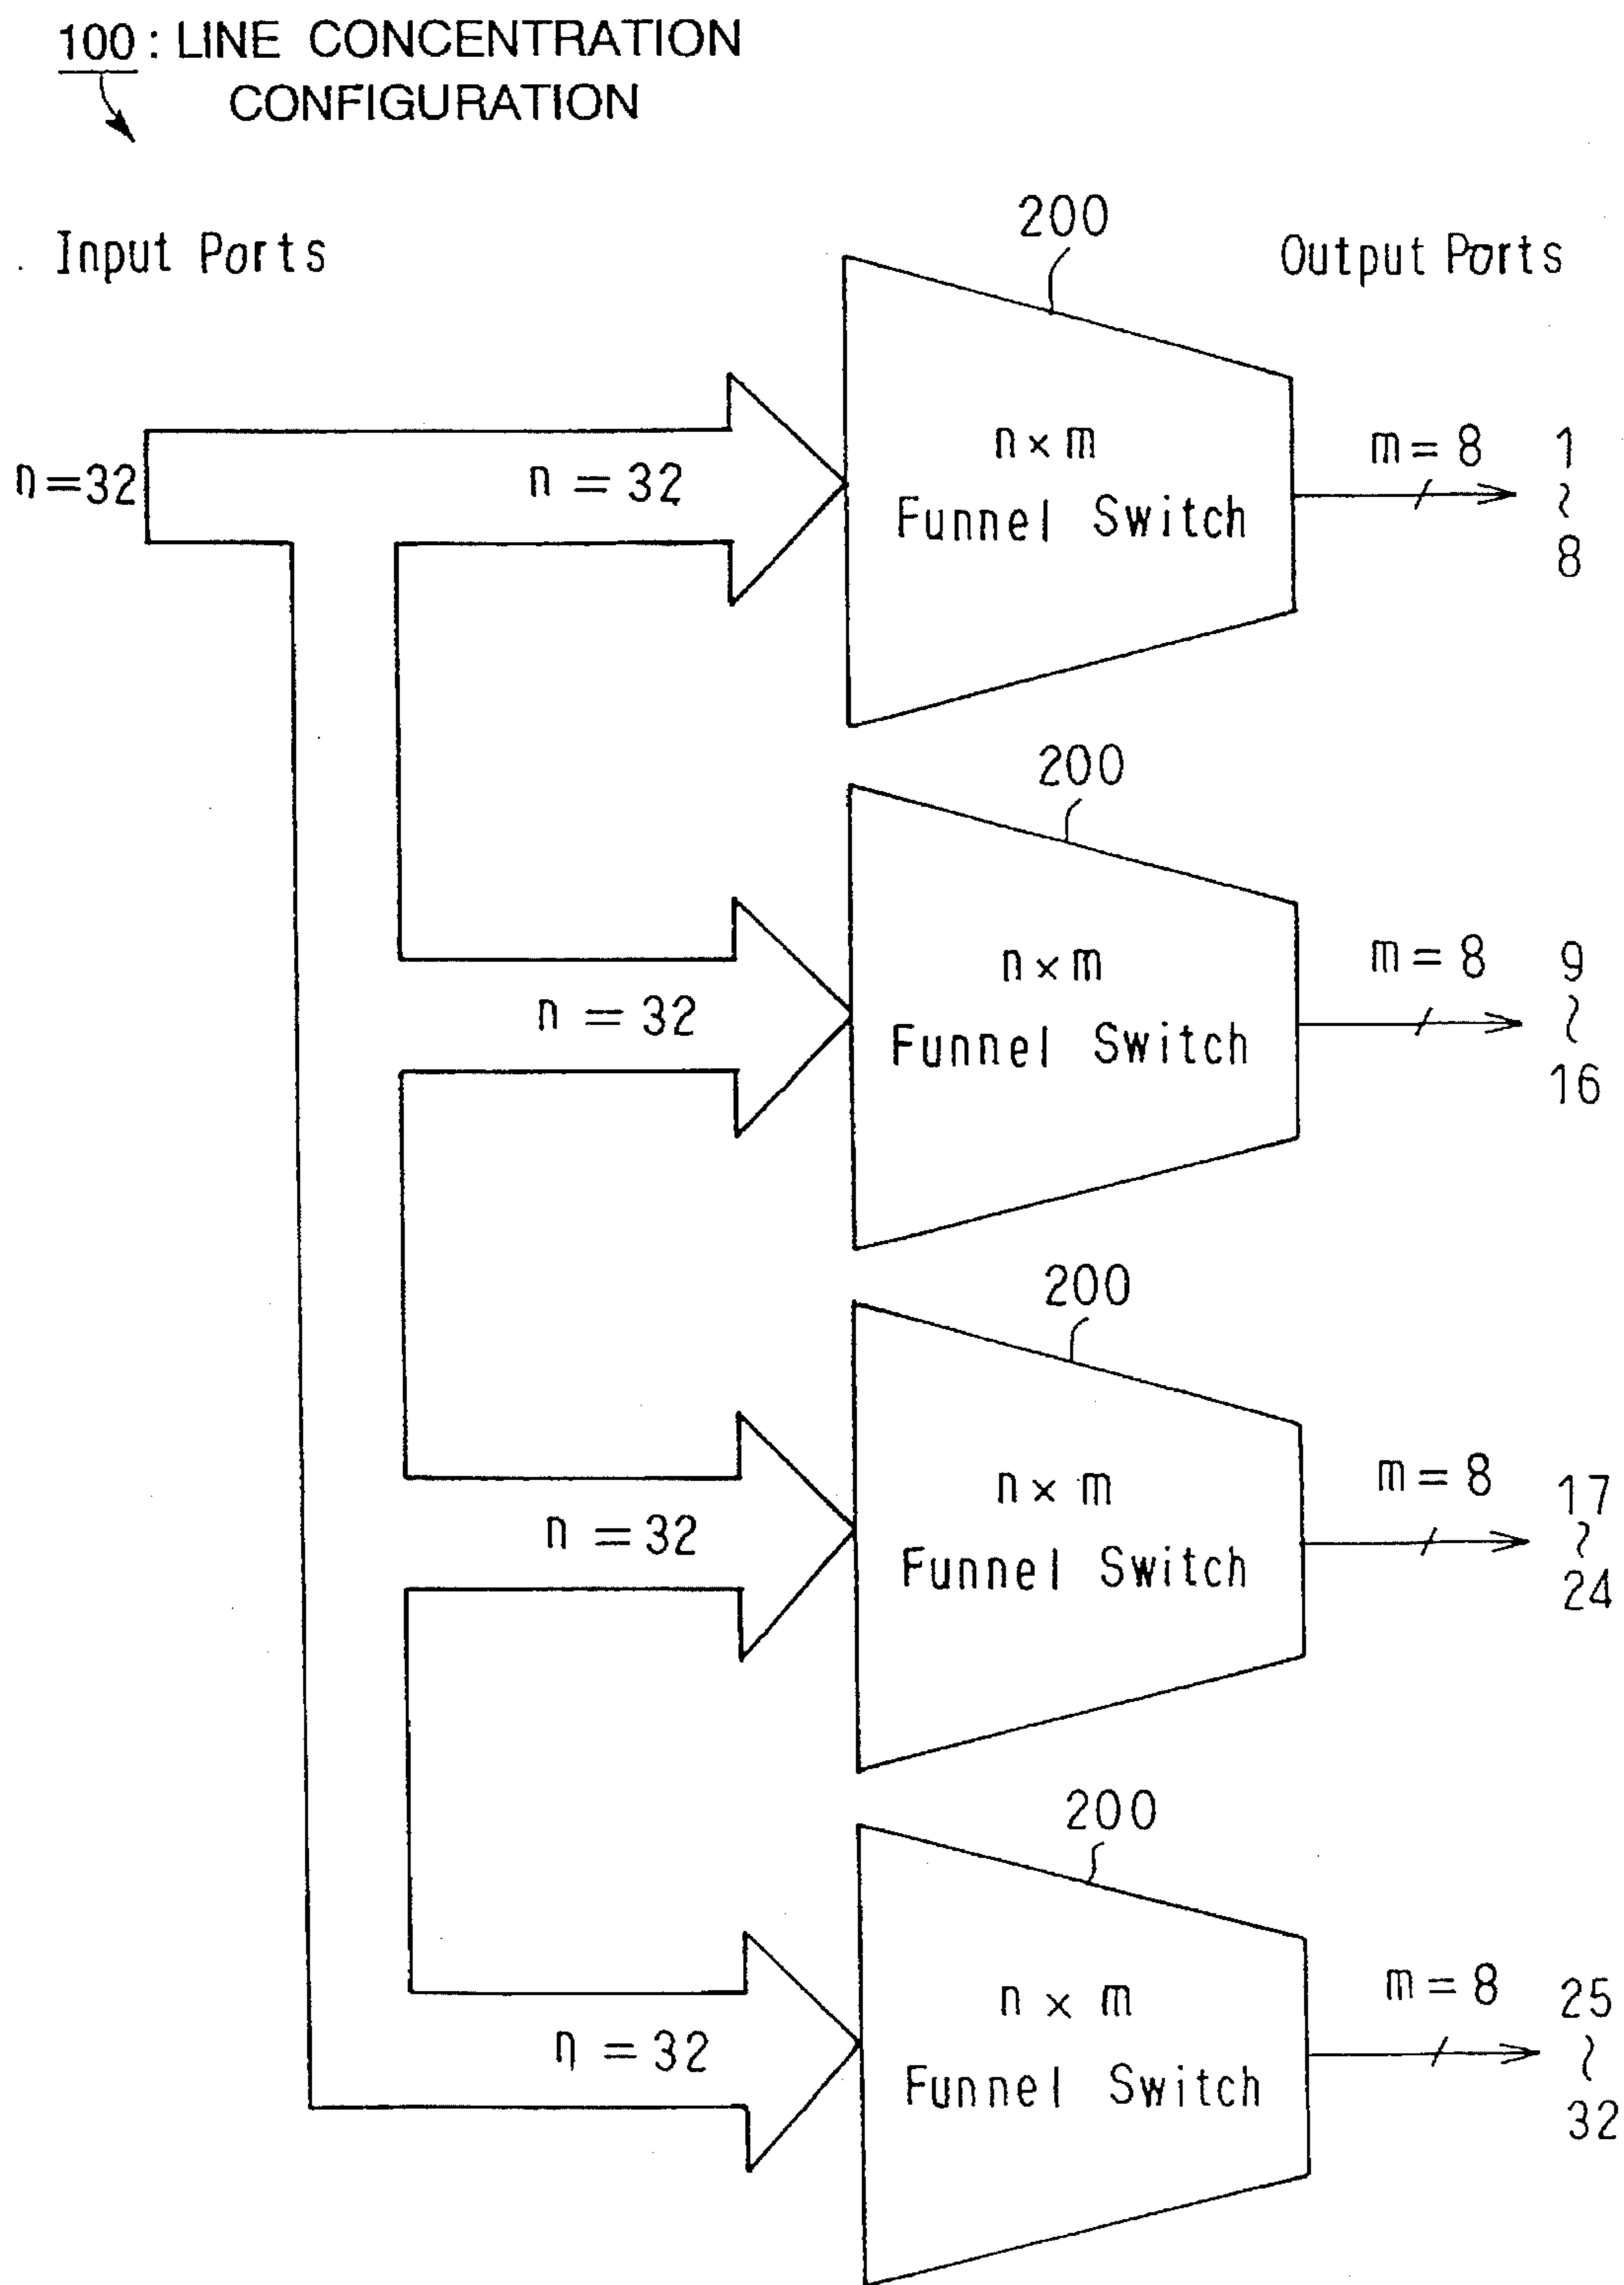 100 : LINE CONCENTRATION
CONFIGURATION
Input Ports
Output Ports
200
n=32
n = 32
n × m
Funnel Switch
m = 8
1
~
8
200
n = 32
n × m
Funnel Switch
m = 8
9
~
16
200
n = 32
n × m
Funnel Switch
m = 8
17
~
24
200
n = 32
n × m
Funnel Switch
m = 8
25
~
32